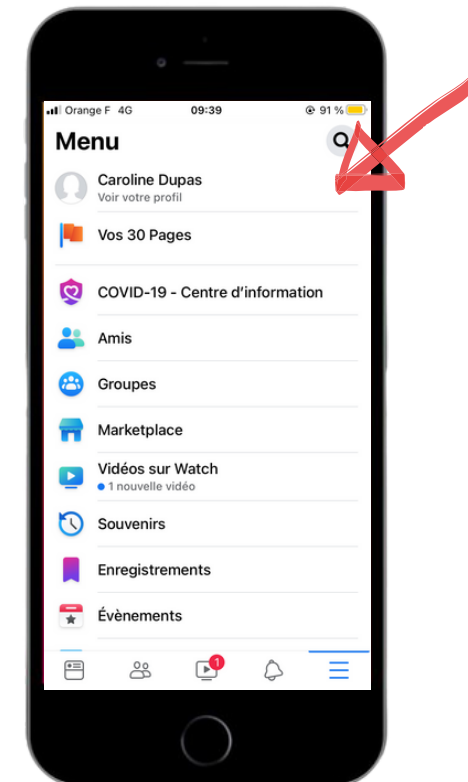 Orange F 4G 09:39 91 %
Menu
Caroline Dupas
Voir votre profil
Vos 30 Pages
COVID-19 - Centre d'information
Amis
Groupes
Marketplace
Vidéos sur Watch
1 nouvelle vidéo
Souvenirs
Enregistrements
Évènements
1